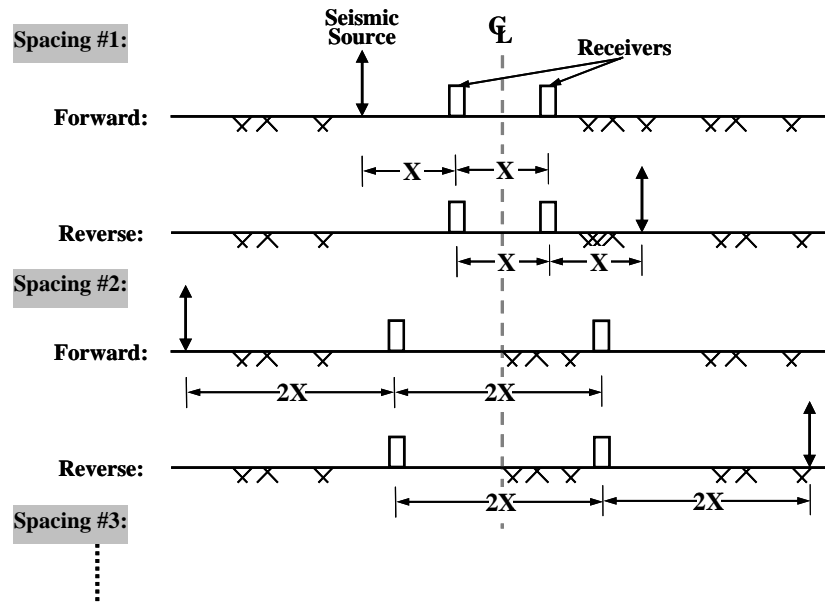 Spacing #1:
Seismic
Source
℄
Receivers
Forward:
X X
Reverse:
X X
Spacing #2:
Forward:
2X 2X
Reverse:
2X 2X
Spacing #3: